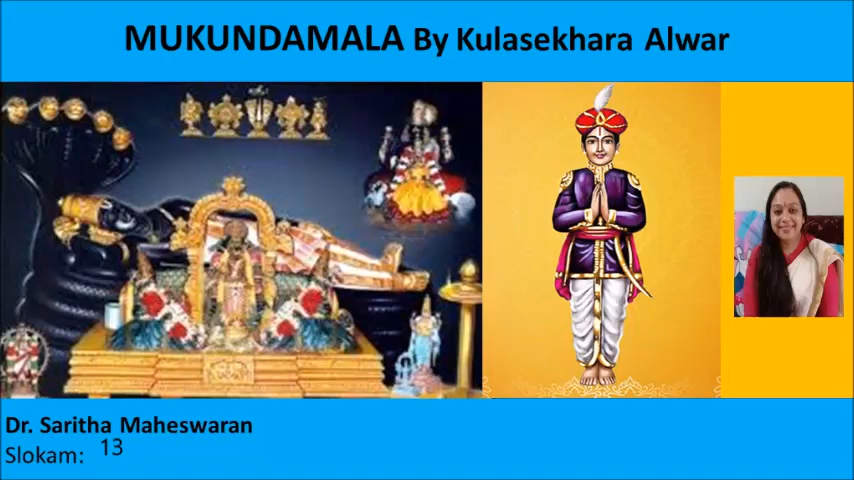 MUKUNDAMALA By Kulasekhara Alwar
Dr. Saritha Maheswaran
Slokam: 13